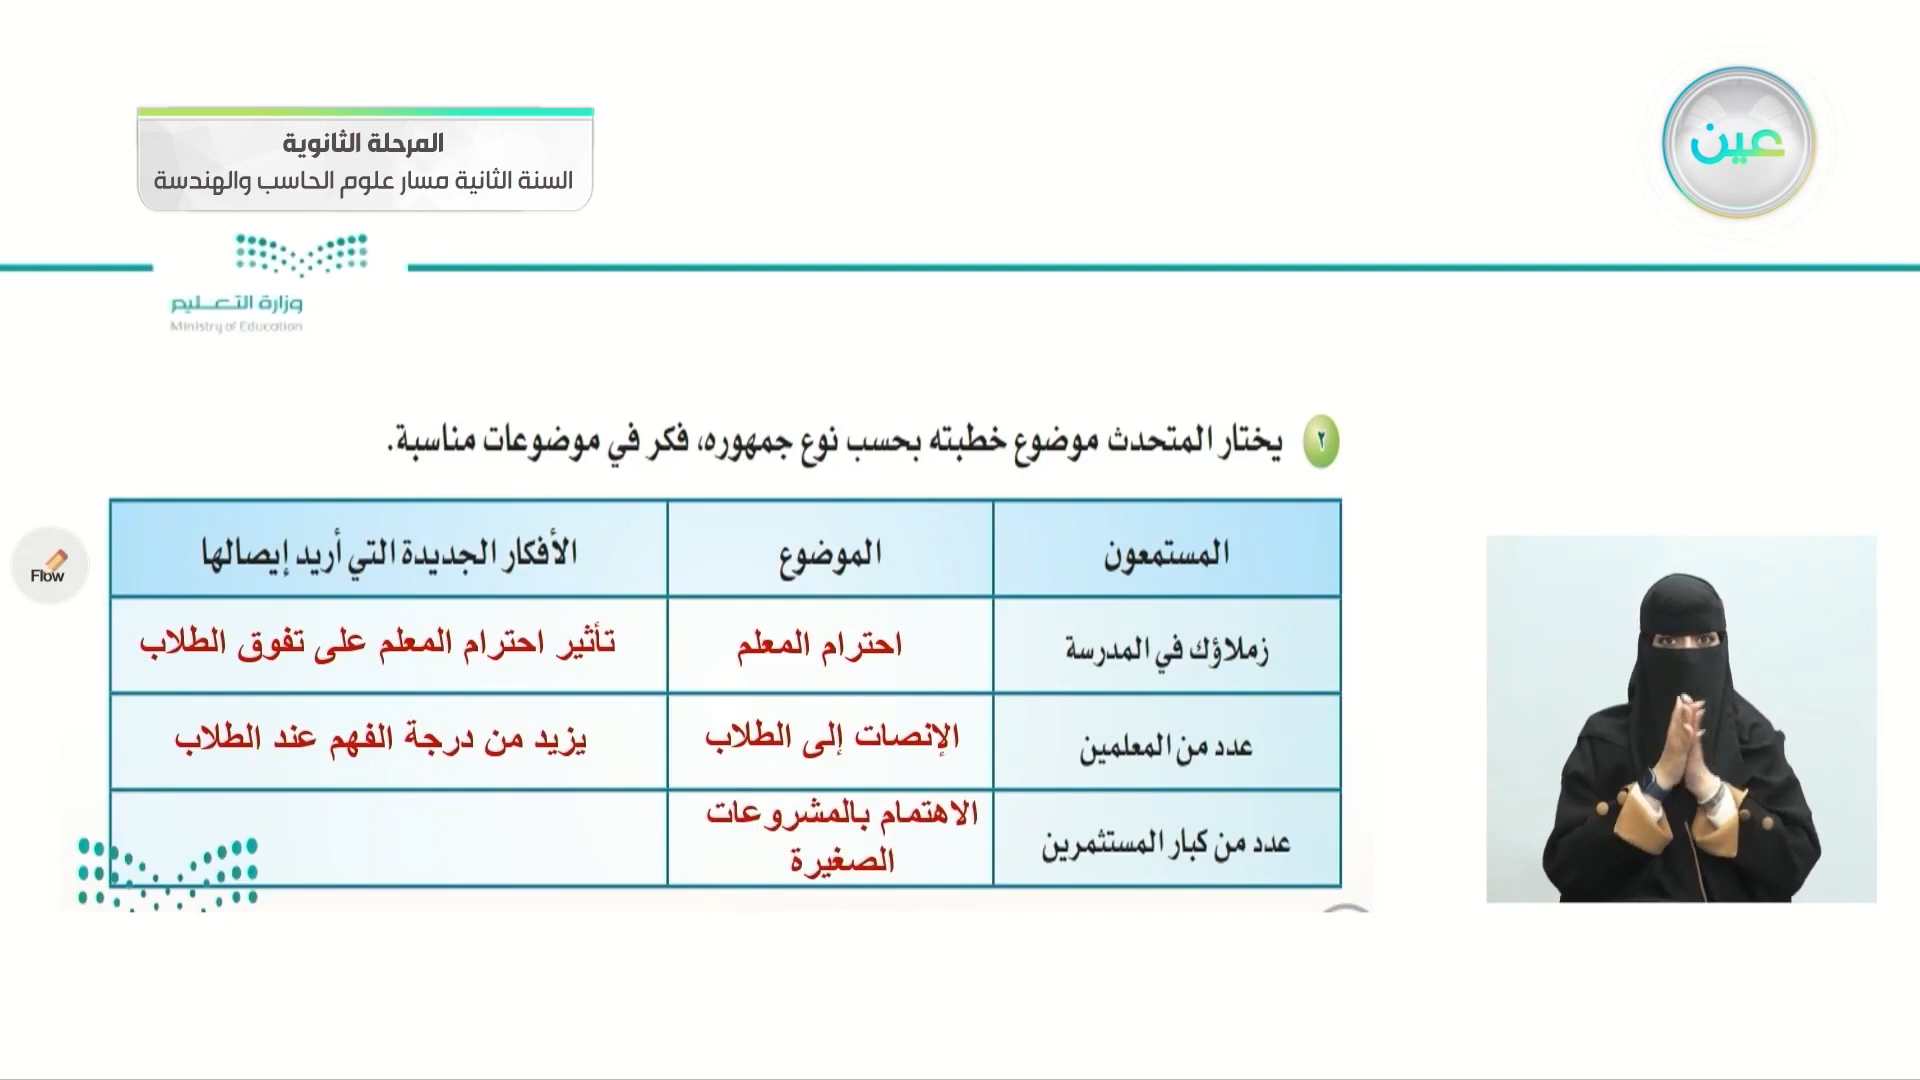 المرحلة الثانوية
السنة الثانية مسار علوم الحاسب والهندسة
عين
وزارة التعليم
Ministry of Education
٢ يختار المتحدث موضوع خطبته بحسب نوع جمهوره، فكر في موضوعات مناسبة.
المستمعون الموضوع الأفكار الجديدة التي أريد إيصالها
زملاؤك في المدرسة احترام المعلم تأثير احترام المعلم على تفوق الطلاب
عدد من المعلمين الإنصات إلى الطلاب يزيد من درجة الفهم عند الطلاب
عدد من كبار المستثمرين الاهتمام بالمشروعات
الصغيرة
Flow